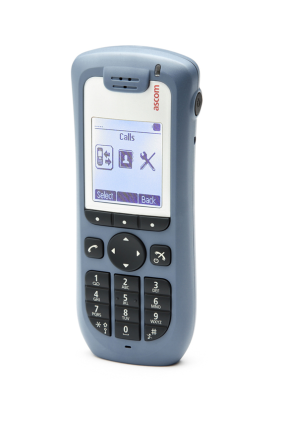 ascom
Calls
Select
Back
1
2
ABC
3
DEF
4
GHI
5
JKL
6
MNO
7
PQRS
8
TUV
9
WXYZ
*
0
#